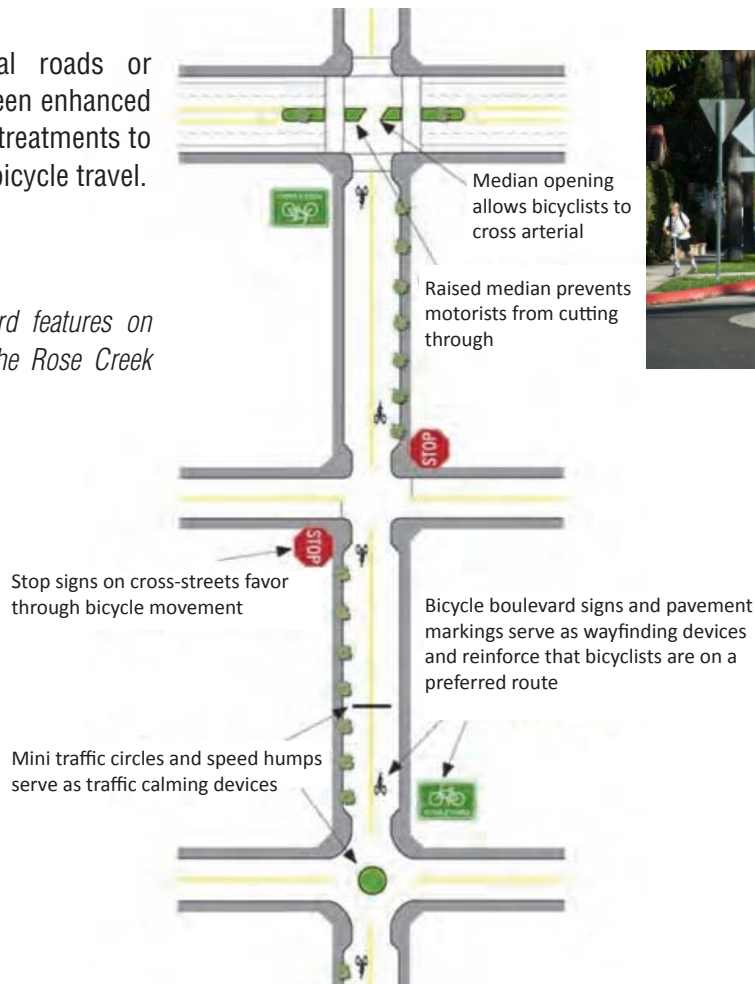 al roads or
een enhanced
treatments to
bicycle travel.
rd features on
he Rose Creek
Median opening
allows bicyclists to
cross arterial
Raised median prevents
motorists from cutting
through
STOP
STOP
Stop signs on cross-streets favor
through bicycle movement
Bicycle boulevard signs and pavement
markings serve as wayfinding devices
and reinforce that bicyclists are on a
preferred route
Mini traffic circles and speed humps
serve as traffic calming devices